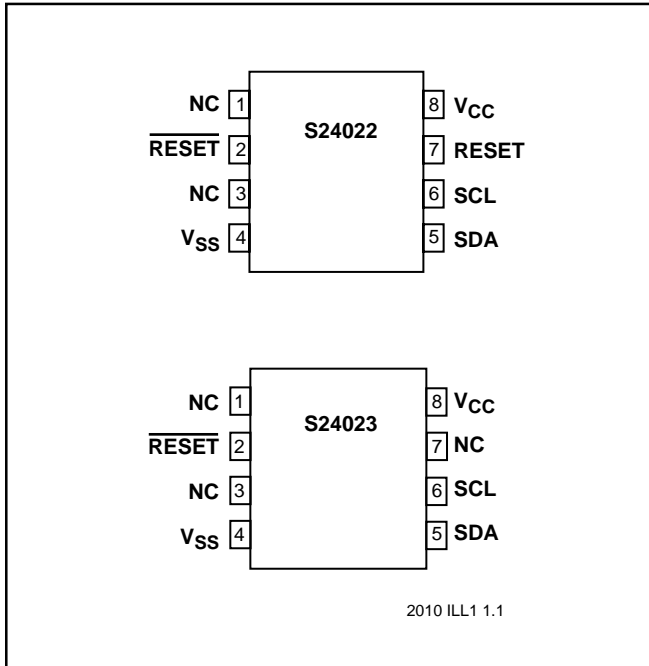 NC 1 S24022 8 VCC
RESET 2 7 RESET
NC 3 6 SCL
VSS 4 5 SDA
NC 1 S24023 8 VCC
RESET 2 7 NC
NC 3 6 SCL
VSS 4 5 SDA
2010 ILL1 1.1